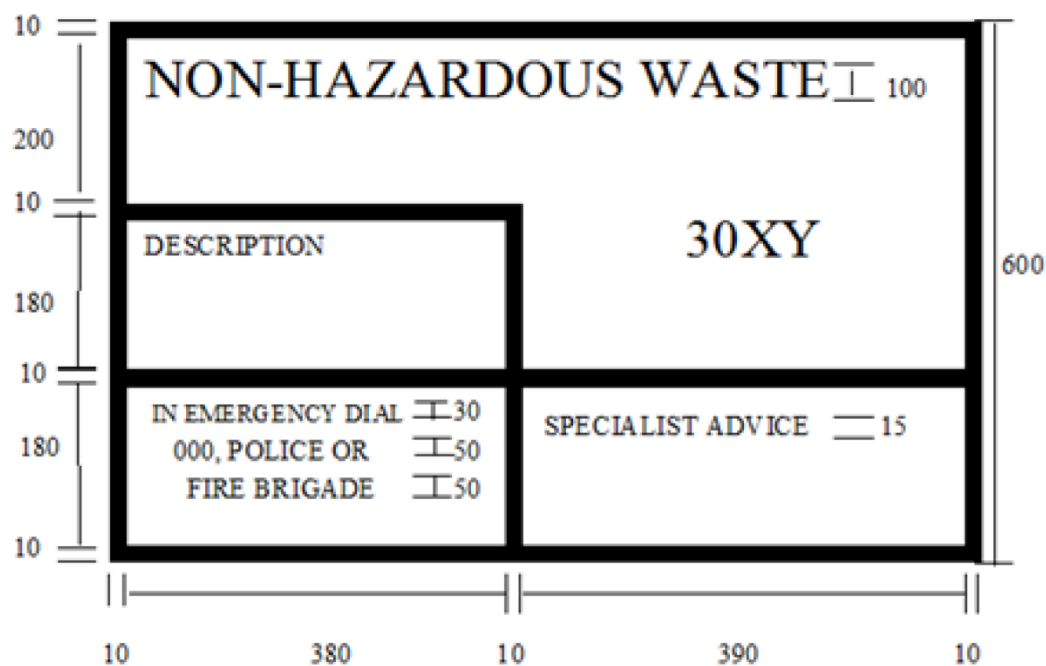 10
NON-HAZARDOUS WASTE 100
200
10
DESCRIPTION
30XY
600
180
10
IN EMERGENCY DIAL 30
000, POLICE OR 50
FIRE BRIGADE 50
SPECIALIST ADVICE 15
180
10
10 380 10 390 10